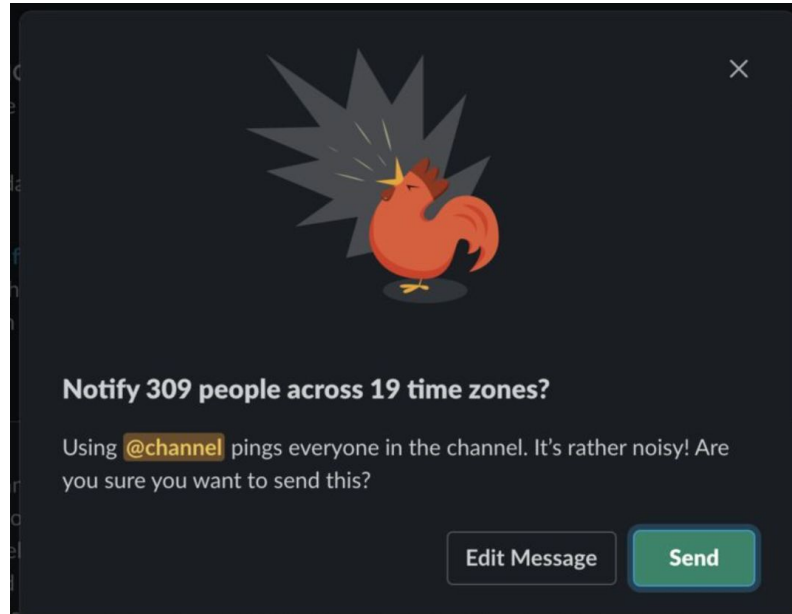 Notify 309 people across 19 time zones?
Using @channel pings everyone in the channel. It's rather noisy! Are
you sure you want to send this?
Edit Message
Send